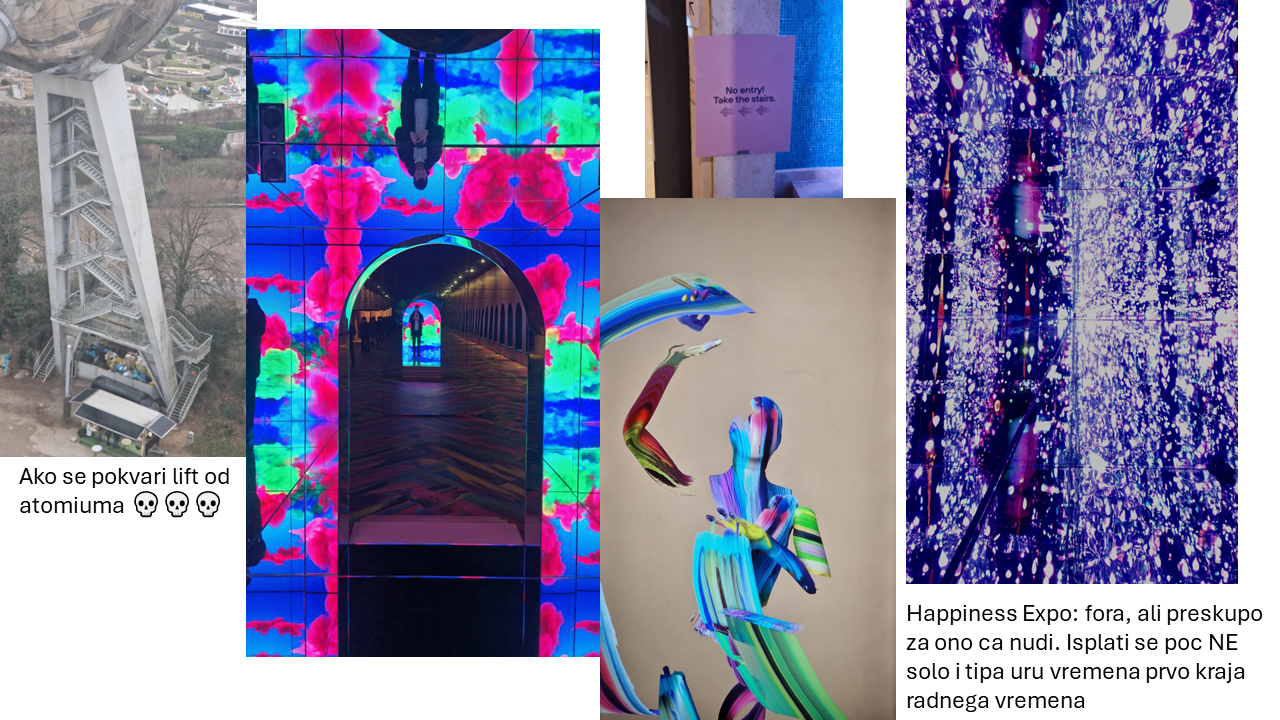 No entry!
Take the stairs.
Ako se pokvari lift od
atomiuma 💀💀💀
Happiness Expo: fora, ali preskupo
za ono ca nudi. Isplati se poc NE
solo i tipa uru vremena prvo kraja
radnega vremena